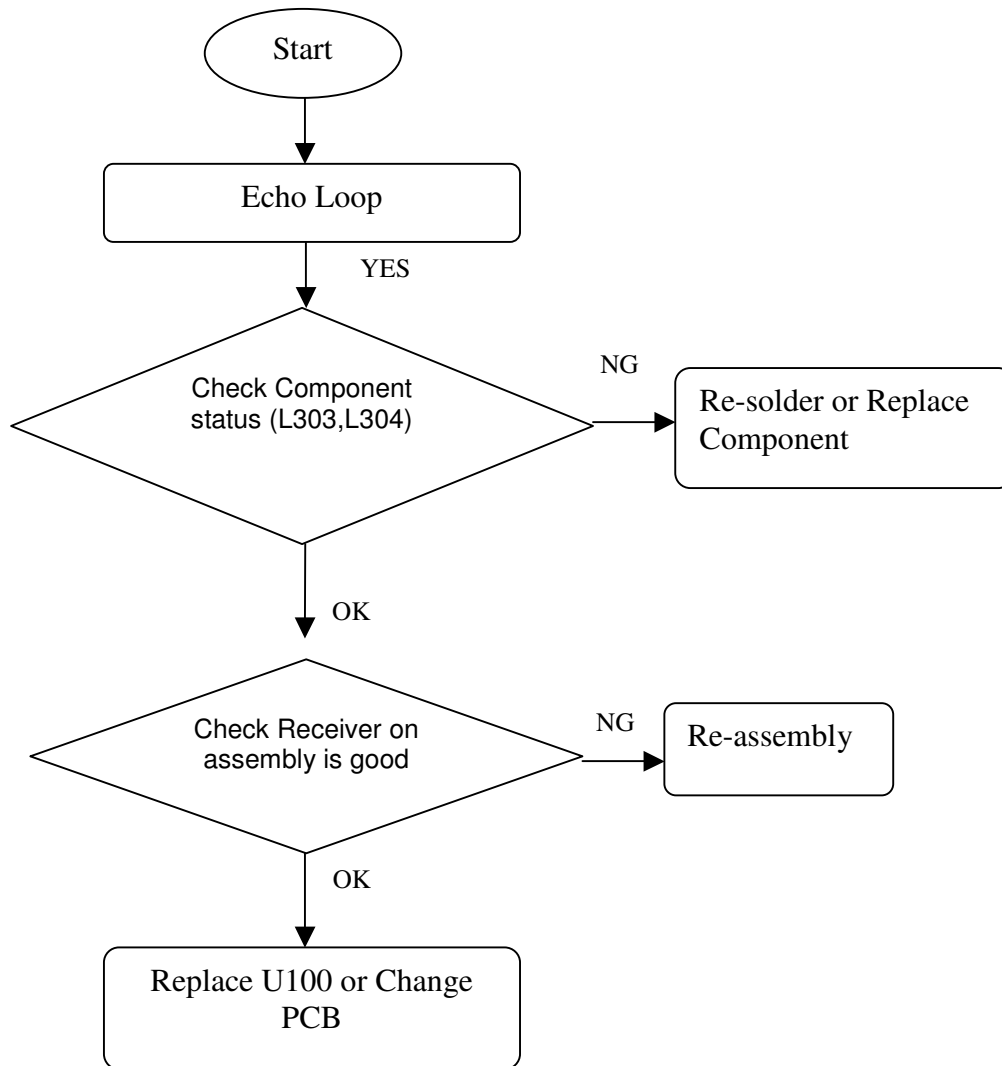 Start
Echo Loop
YES
Check Component
status (L303,L304)
NG
Re-solder or Replace
Component
OK
Check Receiver on
assembly is good
NG
Re-assembly
OK
Replace U100 or Change
PCB